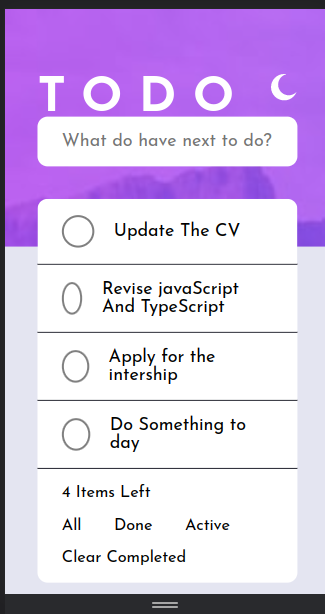 TODO
What do have next to do?
Update The CV
Revise javaScript
And TypeScript
Apply for the
intership
Do Something to
day
4 Items Left
All Done Active
Clear Completed